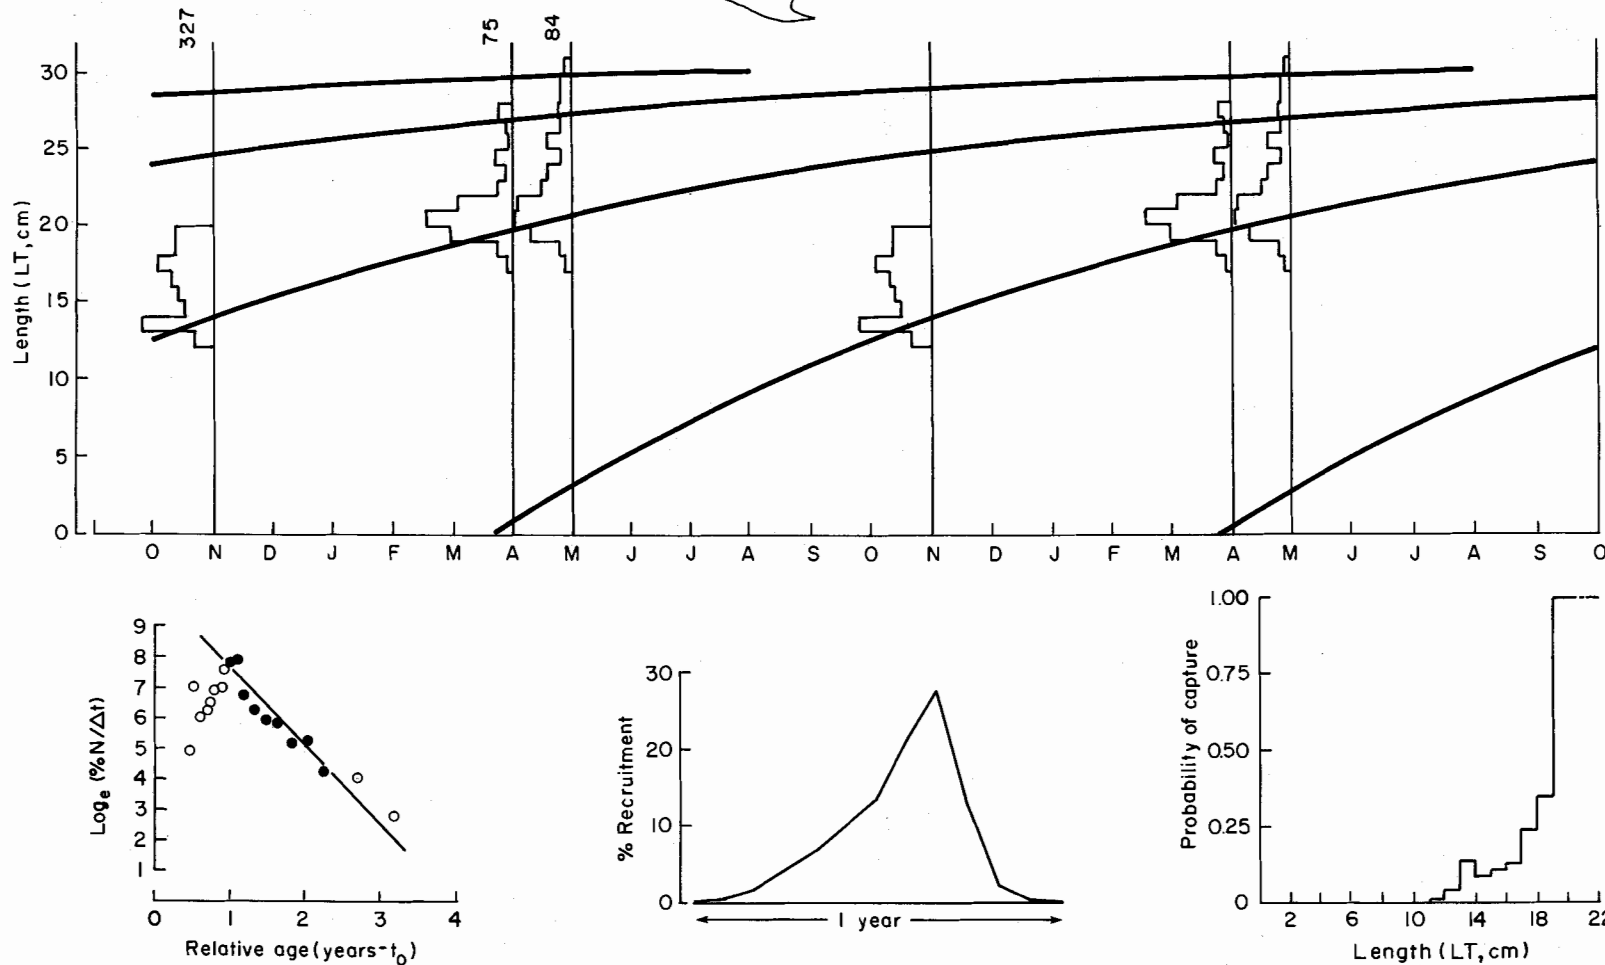 327
75
84
Length (LT, cm)
30
25
20
15
10
5
0
O N D J F M A M J J A S O N D J F M A M J J A S O
Log_e (%N/Δt)
9
8
7
6
5
4
3
2
1
0 1 2 3 4
Relative age (years-t_o)
% Recruitment
30
20
10
0
1 year
Probability of capture
1.00
0.75
0.50
0.25
0
2 6 10 14 18 22
Length (LT, cm)